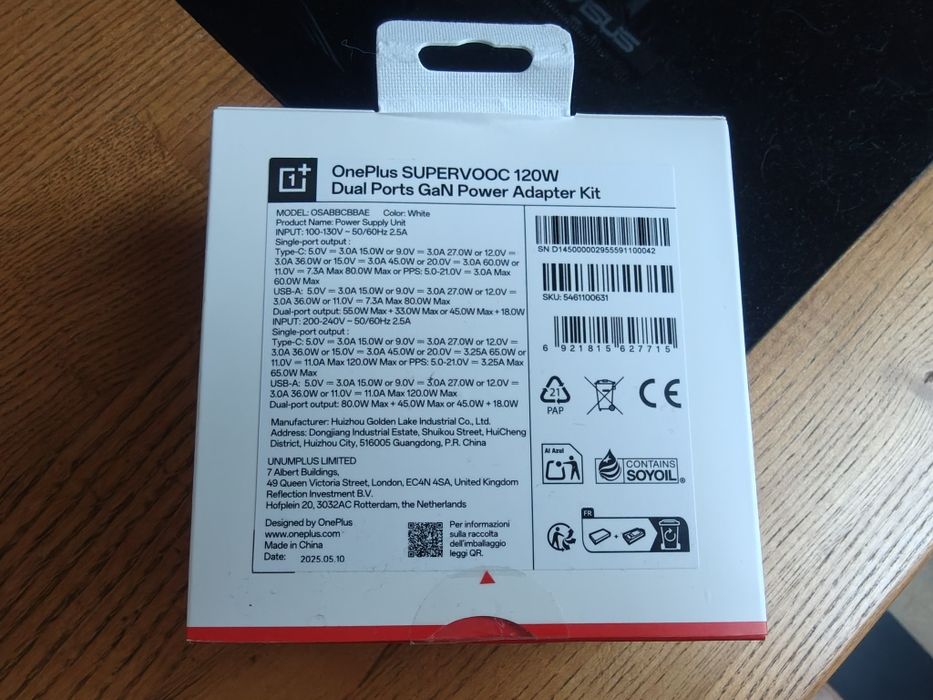 ASUS
1+
OnePlus SUPERVOOC 120W
Dual Ports GaN Power Adapter Kit
MODEL: OSABBCBBAE Color: White
Product Name: Power Supply Unit
INPUT: 100-130V ~ 50/60Hz 2.5A
Single-port output :
Type-C: 5.0V ⎓ 3.0A 15.0W or 9.0V ⎓ 3.0A 27.0W or 12.0V ⎓
3.0A 36.0W or 15.0V ⎓ 3.0A 45.0W or 20.0V ⎓ 3.0A 60.0W or
11.0V ⎓ 7.3A Max 80.0W Max or PPS: 5.0-21.0V ⎓ 3.0A Max
60.0W Max
USB-A: 5.0V ⎓ 3.0A 15.0W or 9.0V ⎓ 3.0A 27.0W or 12.0V ⎓
3.0A 36.0W or 11.0V ⎓ 7.3A Max 80.0W Max
Dual-port output: 55.0W Max + 33.0W Max or 45.0W Max + 18.0W
INPUT: 200-240V ~ 50/60Hz 2.5A
Single-port output :
Type-C: 5.0V ⎓ 3.0A 15.0W or 9.0V ⎓ 3.0A 27.0W or 12.0V ⎓
3.0A 36.0W or 15.0V ⎓ 3.0A 45.0W or 20.0V ⎓ 3.25A 65.0W or
11.0V ⎓ 11.0A Max 120.0W Max or PPS: 5.0-21.0V ⎓ 3.25A Max
65.0W Max
USB-A: 5.0V ⎓ 3.0A 15.0W or 9.0V ⎓ 3.0A 27.0W or 12.0V ⎓
3.0A 36.0W or 11.0V ⎓ 11.0A Max 120.0W Max
Dual-port output: 80.0W Max + 45.0W Max or 45.0W + 18.0W
Manufacturer: Huizhou Golden Lake Industrial Co., Ltd.
Address: Dongjiang Industrial Estate, Shuikou Street, HuiCheng
District, Huizhou City, 516005 Guangdong, P.R. China
UNUMPLUS LIMITED
7 Albert Buildings,
49 Queen Victoria Street, London, EC4N 4SA, United Kingdom
Reflection Investment B.V.
Hofplein 20, 3032AC Rotterdam, the Netherlands
Designed by OnePlus
www.oneplus.com
Made in China
Date: 2025.05.10
Per informazioni
sulla raccolta
dell'imballaggio
leggi QR.
SN D145000002955591100042
SKU: 5461100631
6 921815 627715
21
PAP
CE
Al Azul
CONTAINS
SOYOIL®
FR
+